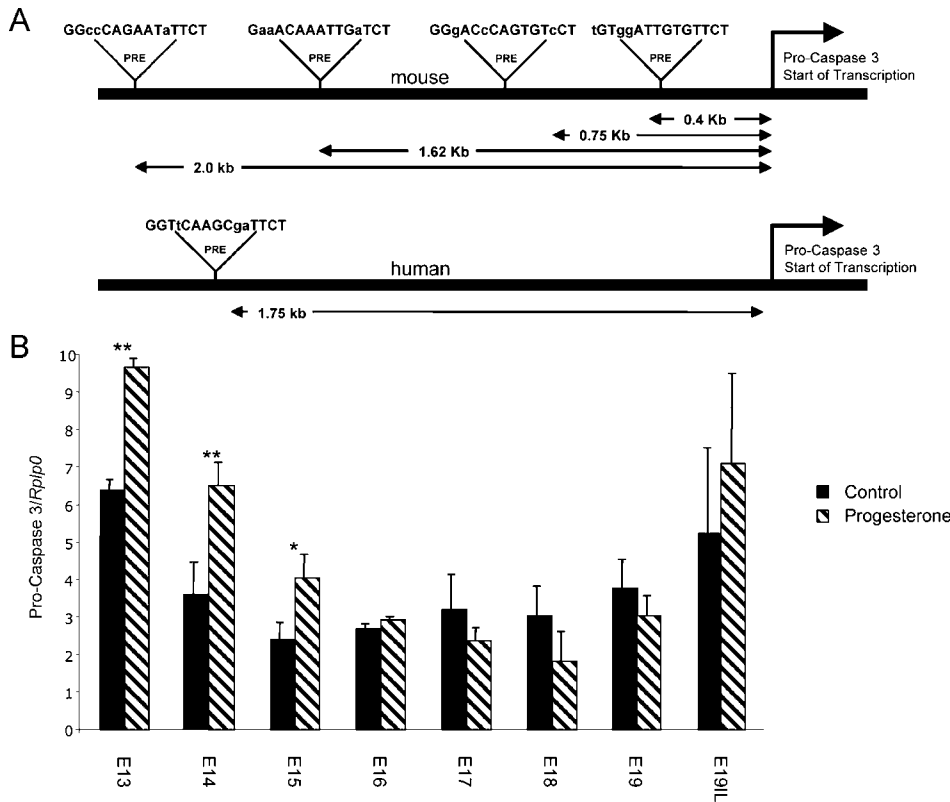 A
GGcccCAGAATaTTCT GaaACAAATTGaTCT GGgACcCAGTGTcCT tGTggATTGTGTTCT
PRE PRE PRE PRE
Pro-Caspase 3
Start of Transcription
mouse
0.4 Kb
0.75 Kb
1.62 Kb
2.0 kb
GGTtCAAGCgaTTCT
PRE
Pro-Caspase 3
Start of Transcription
human
1.75 kb
B
Pro-Caspase 3/Rplp0
10
9
8
7
6
5
4
3
2
1
0
** ** *
Control
Progesterone
E13 E14 E15 E16 E17 E18 E19 E19IL